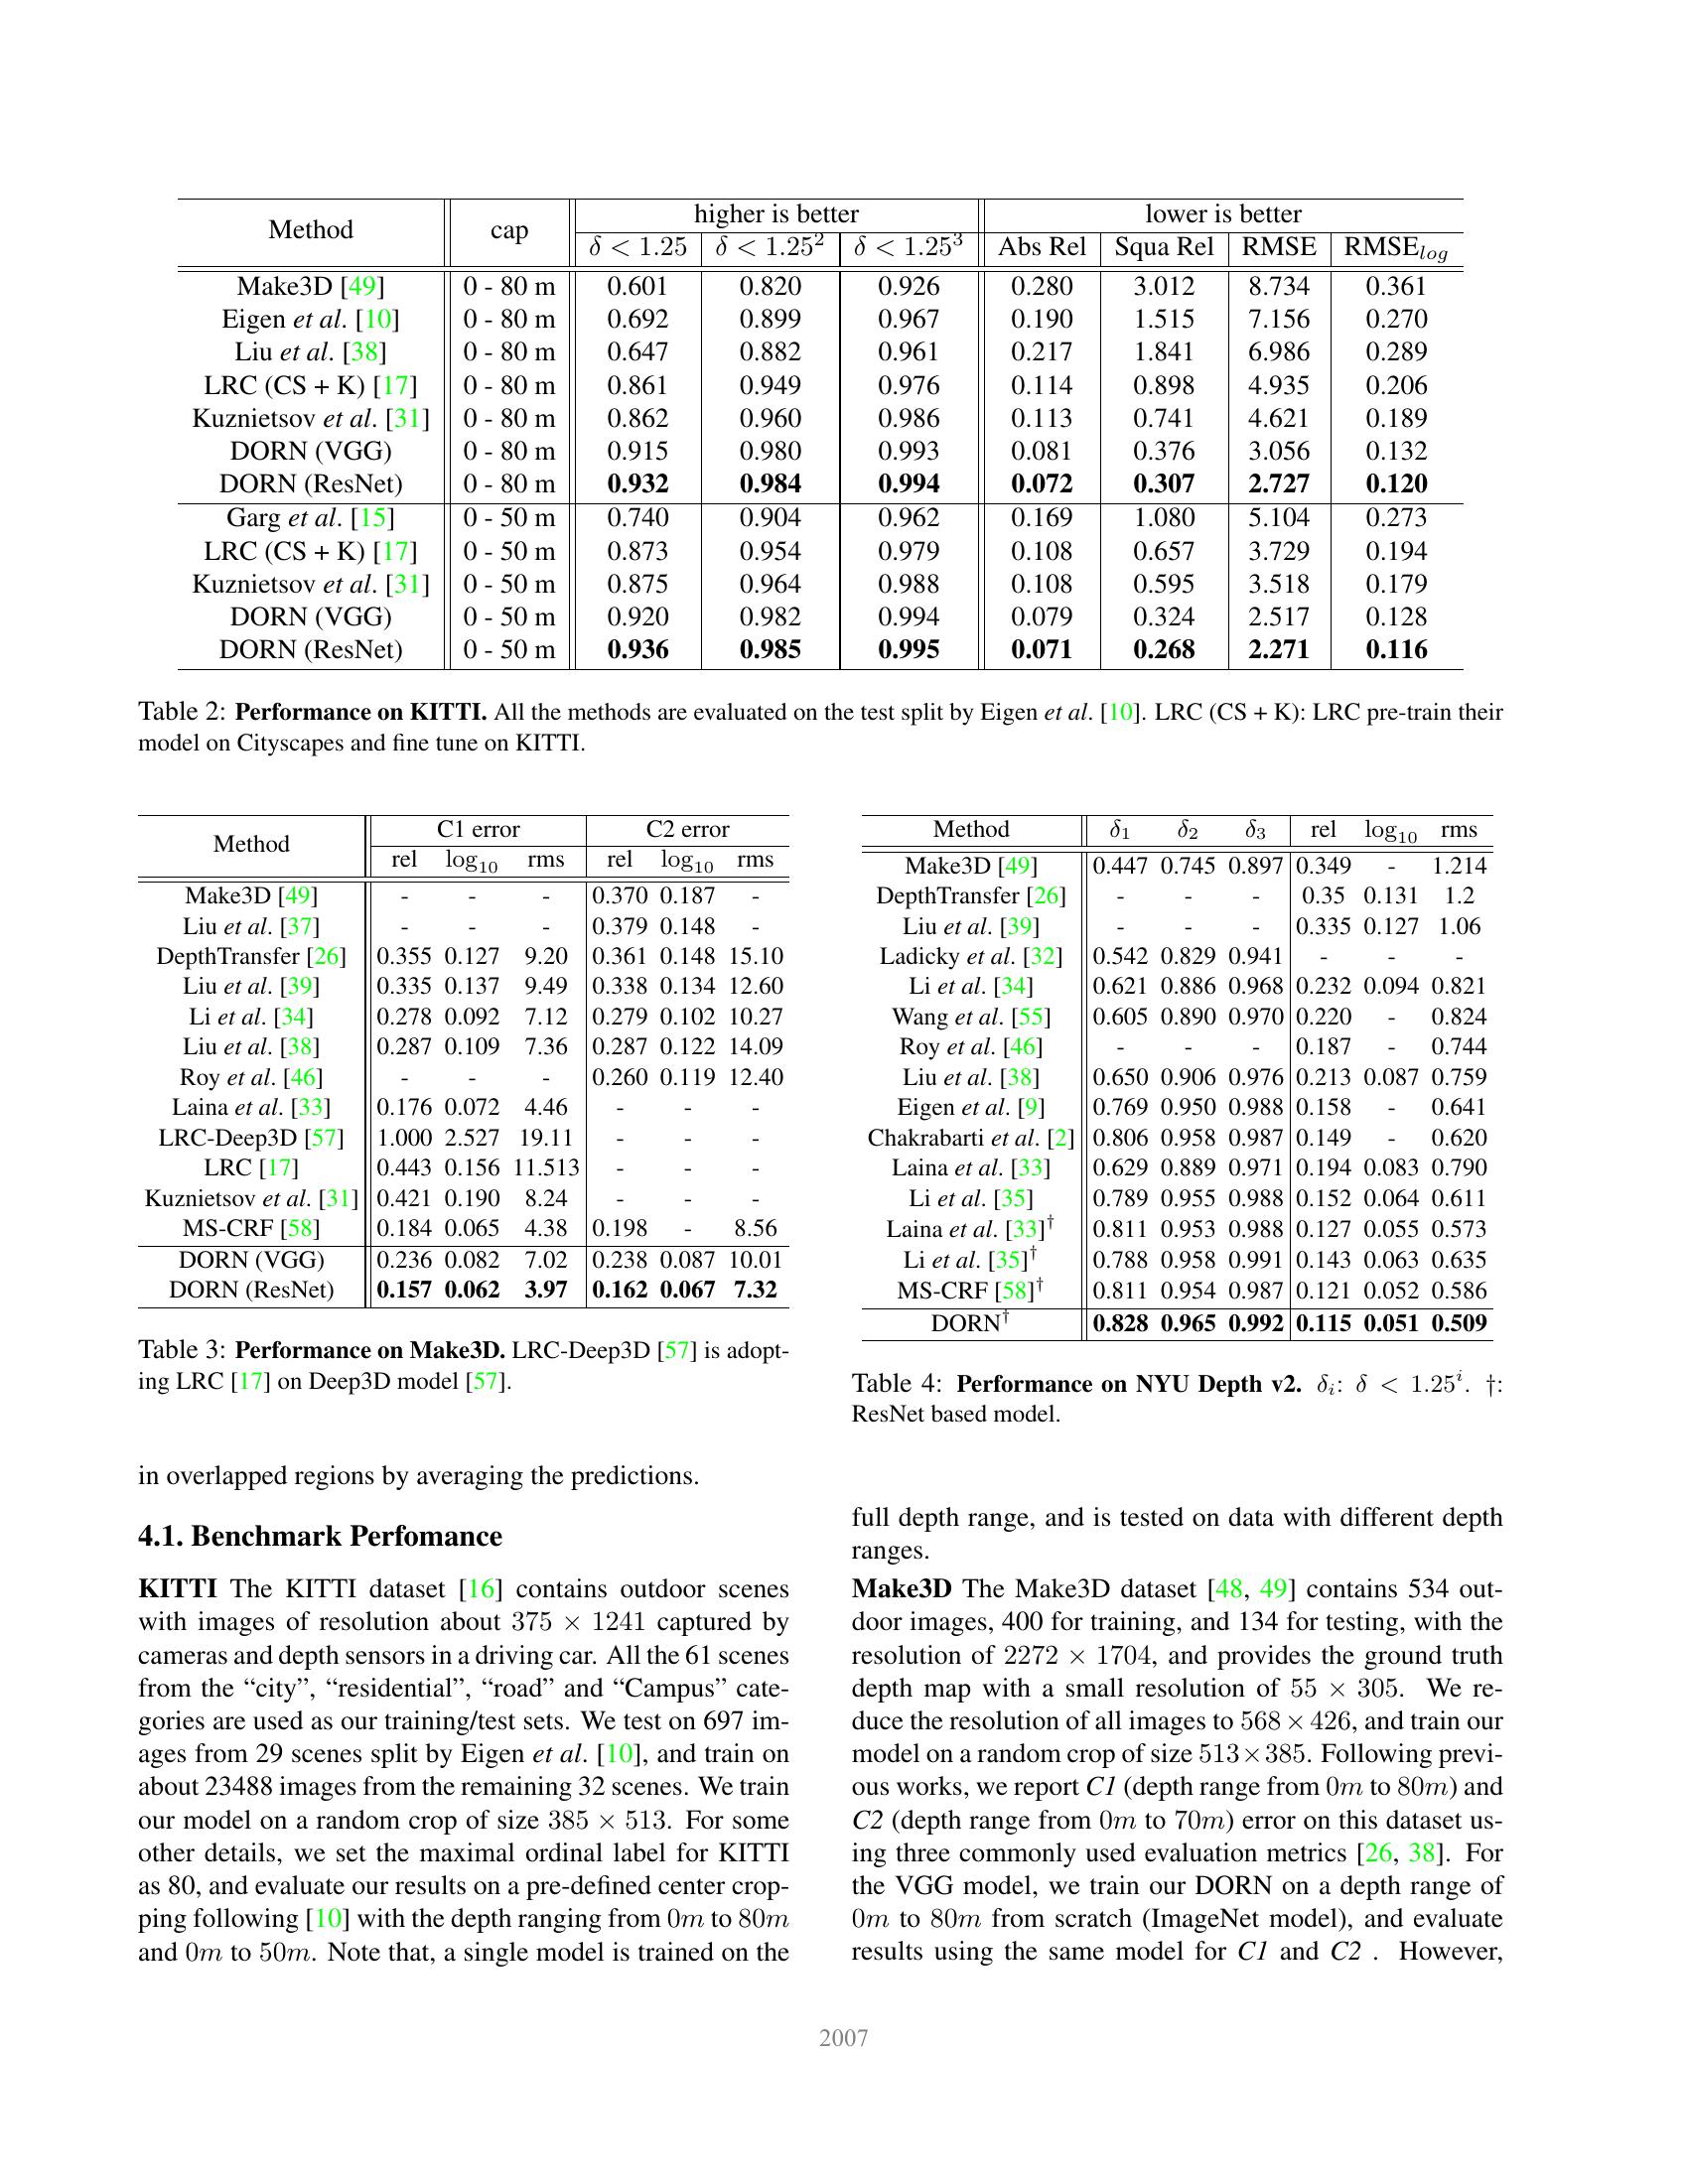 Method cap higher is better lower is better
δ < 1.25 δ < 1.25² δ < 1.25³ Abs Rel Squa Rel RMSE RMSE_log
Make3D [49] 0 - 80 m 0.601 0.820 0.926 0.280 3.012 8.734 0.361
Eigen et al. [10] 0 - 80 m 0.692 0.899 0.967 0.190 1.515 7.156 0.270
Liu et al. [38] 0 - 80 m 0.647 0.882 0.961 0.217 1.841 6.986 0.289
LRC (CS + K) [17] 0 - 80 m 0.861 0.949 0.976 0.114 0.898 4.935 0.206
Kuznietsov et al. [31] 0 - 80 m 0.862 0.960 0.986 0.113 0.741 4.621 0.189
DORN (VGG) 0 - 80 m 0.915 0.980 0.993 0.081 0.376 3.056 0.132
DORN (ResNet) 0 - 80 m 0.932 0.984 0.994 0.072 0.307 2.727 0.120
Garg et al. [15] 0 - 50 m 0.740 0.904 0.962 0.169 1.080 5.104 0.273
LRC (CS + K) [17] 0 - 50 m 0.873 0.954 0.979 0.108 0.657 3.729 0.194
Kuznietsov et al. [31] 0 - 50 m 0.875 0.964 0.988 0.108 0.595 3.518 0.179
DORN (VGG) 0 - 50 m 0.920 0.982 0.994 0.079 0.324 2.517 0.128
DORN (ResNet) 0 - 50 m 0.936 0.985 0.995 0.071 0.268 2.271 0.116
Table 2: Performance on KITTI. All the methods are evaluated on the test split by Eigen et al. [10]. LRC (CS + K): LRC pre-train their
model on Cityscapes and fine tune on KITTI.
Method C1 error C2 error
rel log₁₀ rms rel log₁₀ rms
Make3D [49] - - - 0.370 0.187 -
Liu et al. [37] - - - 0.379 0.148 -
DepthTransfer [26] 0.355 0.127 9.20 0.361 0.148 15.10
Liu et al. [39] 0.335 0.137 9.49 0.338 0.134 12.60
Li et al. [34] 0.278 0.092 7.12 0.279 0.102 10.27
Liu et al. [38] 0.287 0.109 7.36 0.287 0.122 14.09
Roy et al. [46] - - - 0.260 0.119 12.40
Laina et al. [33] 0.176 0.072 4.46 - - -
LRC-Deep3D [57] 1.000 2.527 19.11 - - -
LRC [17] 0.443 0.156 11.513 - - -
Kuznietsov et al. [31] 0.421 0.190 8.24 - - -
MS-CRF [58] 0.184 0.065 4.38 0.198 - 8.56
DORN (VGG) 0.236 0.082 7.02 0.238 0.087 10.01
DORN (ResNet) 0.157 0.062 3.97 0.162 0.067 7.32
Table 3: Performance on Make3D. LRC-Deep3D [57] is adopt-
ing LRC [17] on Deep3D model [57].
in overlapped regions by averaging the predictions.
4.1. Benchmark Perfomance
KITTI The KITTI dataset [16] contains outdoor scenes
with images of resolution about 375 × 1241 captured by
cameras and depth sensors in a driving car. All the 61 scenes
from the “city”, “residential”, “road” and “Campus” cate-
gories are used as our training/test sets. We test on 697 im-
ages from 29 scenes split by Eigen et al. [10], and train on
about 23488 images from the remaining 32 scenes. We train
our model on a random crop of size 385 × 513. For some
other details, we set the maximal ordinal label for KITTI
as 80, and evaluate our results on a pre-defined center crop-
ping following [10] with the depth ranging from 0m to 80m
and 0m to 50m. Note that, a single model is trained on the
Method δ₁ δ₂ δ₃ rel log₁₀ rms
Make3D [49] 0.447 0.745 0.897 0.349 - 1.214
DepthTransfer [26] - - - 0.35 0.131 1.2
Liu et al. [39] - - - 0.335 0.127 1.06
Ladicky et al. [32] 0.542 0.829 0.941 - - -
Li et al. [34] 0.621 0.886 0.968 0.232 0.094 0.821
Wang et al. [55] 0.605 0.890 0.970 0.220 - 0.824
Roy et al. [46] - - - 0.187 - 0.744
Liu et al. [38] 0.650 0.906 0.976 0.213 0.087 0.759
Eigen et al. [9] 0.769 0.950 0.988 0.158 - 0.641
Chakrabarti et al. [2] 0.806 0.958 0.987 0.149 - 0.620
Laina et al. [33] 0.629 0.889 0.971 0.194 0.083 0.790
Li et al. [35] 0.789 0.955 0.988 0.152 0.064 0.611
Laina et al. [33]† 0.811 0.953 0.988 0.127 0.055 0.573
Li et al. [35]† 0.788 0.958 0.991 0.143 0.063 0.635
MS-CRF [58]† 0.811 0.954 0.987 0.121 0.052 0.586
DORN† 0.828 0.965 0.992 0.115 0.051 0.509
Table 4: Performance on NYU Depth v2. δᵢ: δ < 1.25ⁱ. †:
ResNet based model.
full depth range, and is tested on data with different depth
ranges.
Make3D The Make3D dataset [48, 49] contains 534 out-
door images, 400 for training, and 134 for testing, with the
resolution of 2272 × 1704, and provides the ground truth
depth map with a small resolution of 55 × 305. We re-
duce the resolution of all images to 568 × 426, and train our
model on a random crop of size 513×385. Following previ-
ous works, we report C1 (depth range from 0m to 80m) and
C2 (depth range from 0m to 70m) error on this dataset us-
ing three commonly used evaluation metrics [26, 38]. For
the VGG model, we train our DORN on a depth range of
0m to 80m from scratch (ImageNet model), and evaluate
results using the same model for C1 and C2 . However,
2007